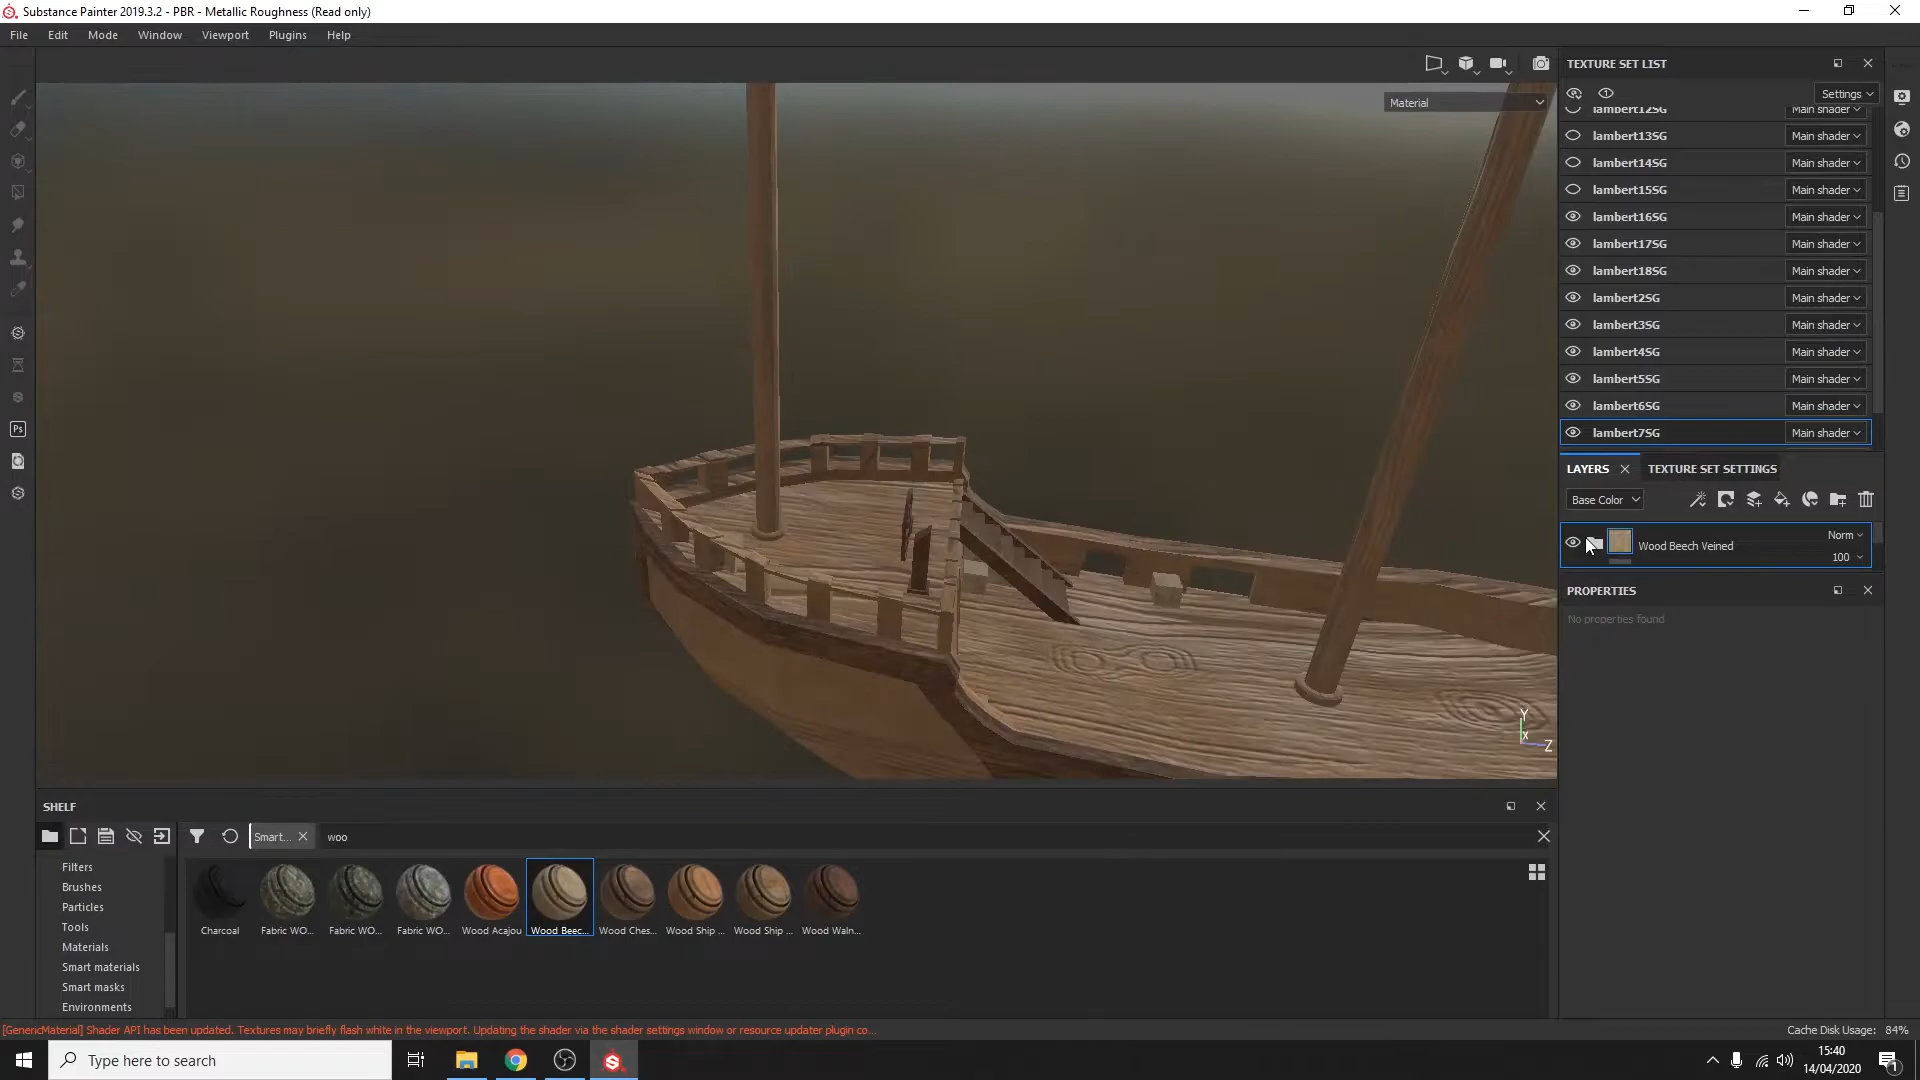 Substance Painter 2019.3.2 - PBR - Metallic Roughness (Read only)
File Edit Mode Window Viewport Plugins Help
Material
TEXTURE SET LIST
Settings
lambert12SG Main shader
lambert13SG Main shader
lambert14SG Main shader
lambert15SG Main shader
lambert16SG Main shader
lambert17SG Main shader
lambert18SG Main shader
lambert2SG Main shader
lambert3SG Main shader
lambert4SG Main shader
lambert5SG Main shader
lambert6SG Main shader
lambert7SG Main shader
LAYERS TEXTURE SET SETTINGS
Base Color
Wood Beech Veined Norm
100
PROPERTIES
No properties found
Y
X
Z
SHELF
Smart... woo
Filters
Brushes
Particles
Tools
Materials
Smart materials
Smart masks
Environments
Charcoal Fabric WO... Fabric WO... Fabric WO... Wood Acajou Wood Beec... Wood Ches... Wood Ship ... Wood Ship ... Wood Waln...
[GenericMaterial] Shader API has been updated. Textures may briefly flash white in the viewport. Updating the shader via the shader settings window or resource updater plugin co...
Cache Disk Usage: 84%
Type here to search
Ps
15:40
14/04/2020
1